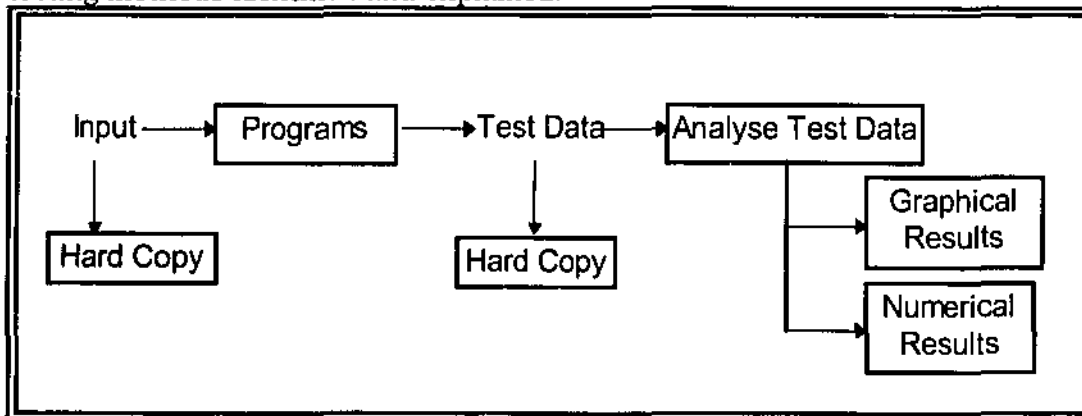 Input
Programs
Test Data
Analyse Test Data
Hard Copy
Hard Copy
Graphical
Results
Numerical
Results